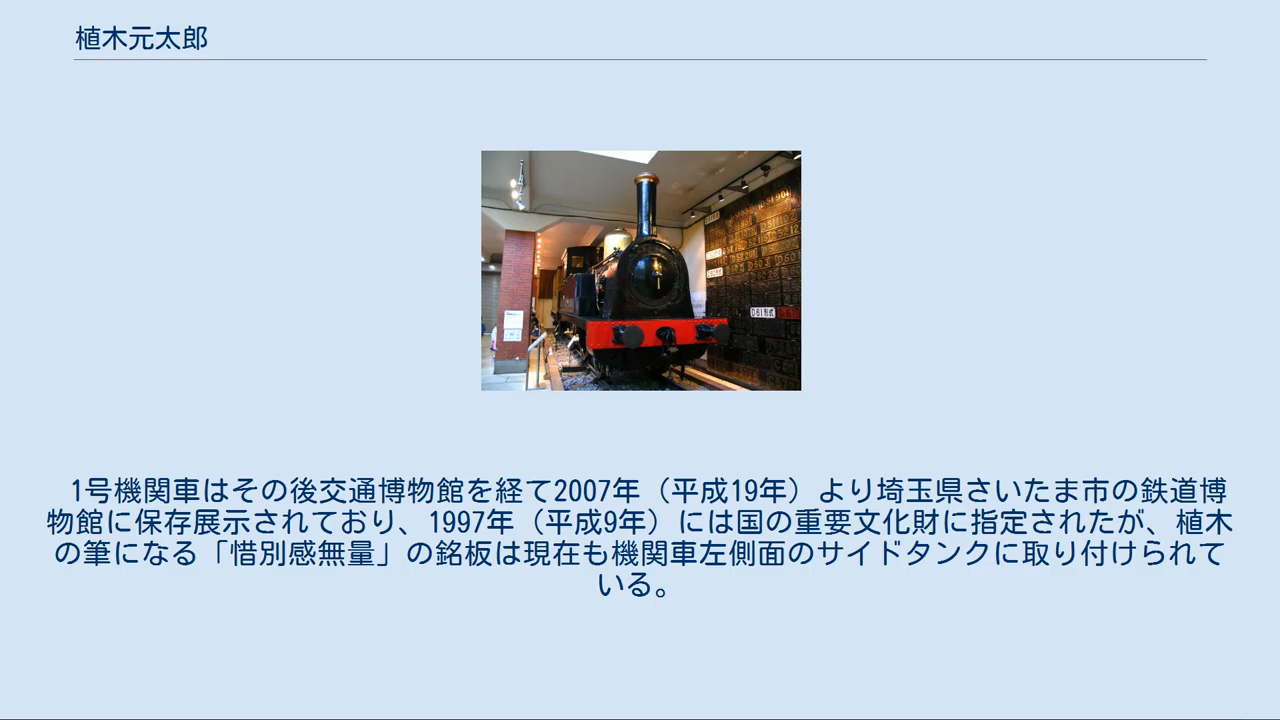 植木元太郎
D61形式
1号機関車はその後交通博物館を経て2007年（平成19年）より埼玉県さいたま市の鉄道博
物館に保存展示されており、1997年（平成9年）には国の重要文化財に指定されたが、植木
の筆になる「惜別感無量」の銘板は現在も機関車左側面のサイドタンクに取り付けられて
いる。